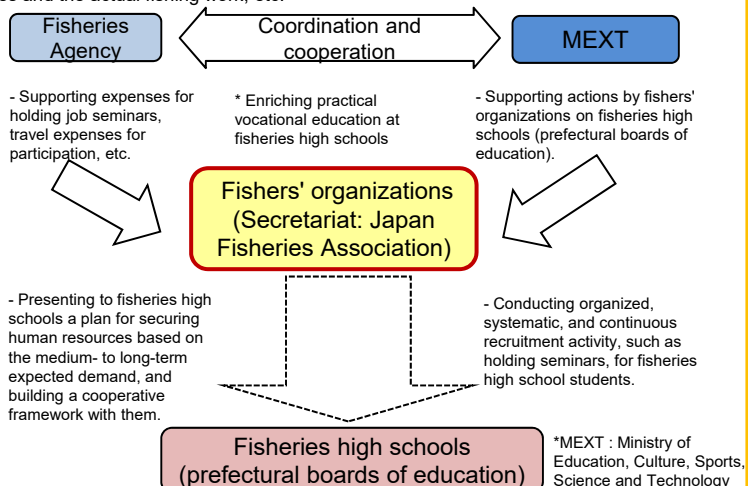 Fisheries
Agency
Coordination and
cooperation
MEXT
- Supporting expenses for
holding job seminars,
travel expenses for
participation, etc.
* Enriching practical
vocational education at
fisheries high schools
- Supporting actions by fishers'
organizations on fisheries high
schools (prefectural boards of
education).
Fishers' organizations
(Secretariat: Japan
Fisheries Association)
- Presenting to fisheries high
schools a plan for securing
human resources based on
the medium- to long-term
expected demand, and
building a cooperative
framework with them.
- Conducting organized,
systematic, and continuous
recruitment activity, such as
holding seminars, for fisheries
high school students.
Fisheries high schools
(prefectural boards of education)
*MEXT : Ministry of
Education, Culture, Sports,
Science and Technology